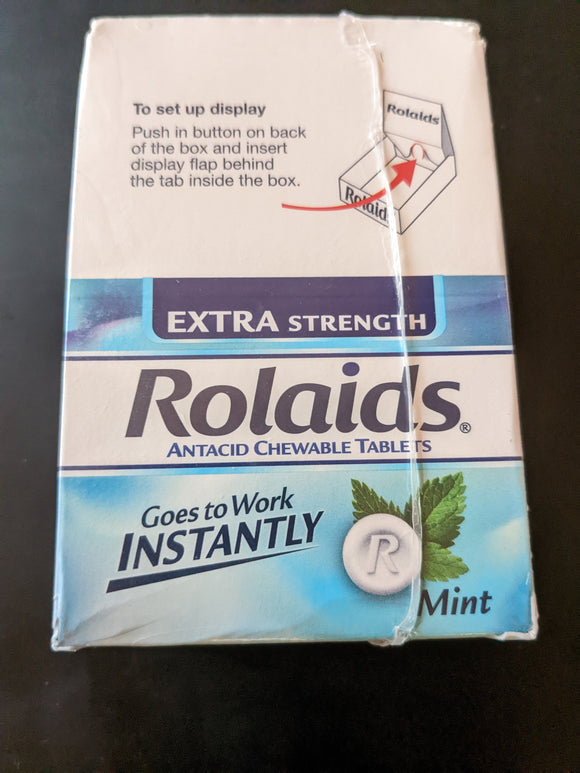 To set up display
Push in button on back
of the box and insert
display flap behind
the tab inside the box.
Rolaids
Rolaids
EXTRA STRENGTH
Rolaids®
ANTACID CHEWABLE TABLETS
Goes to Work
INSTANTLY
R
Mint